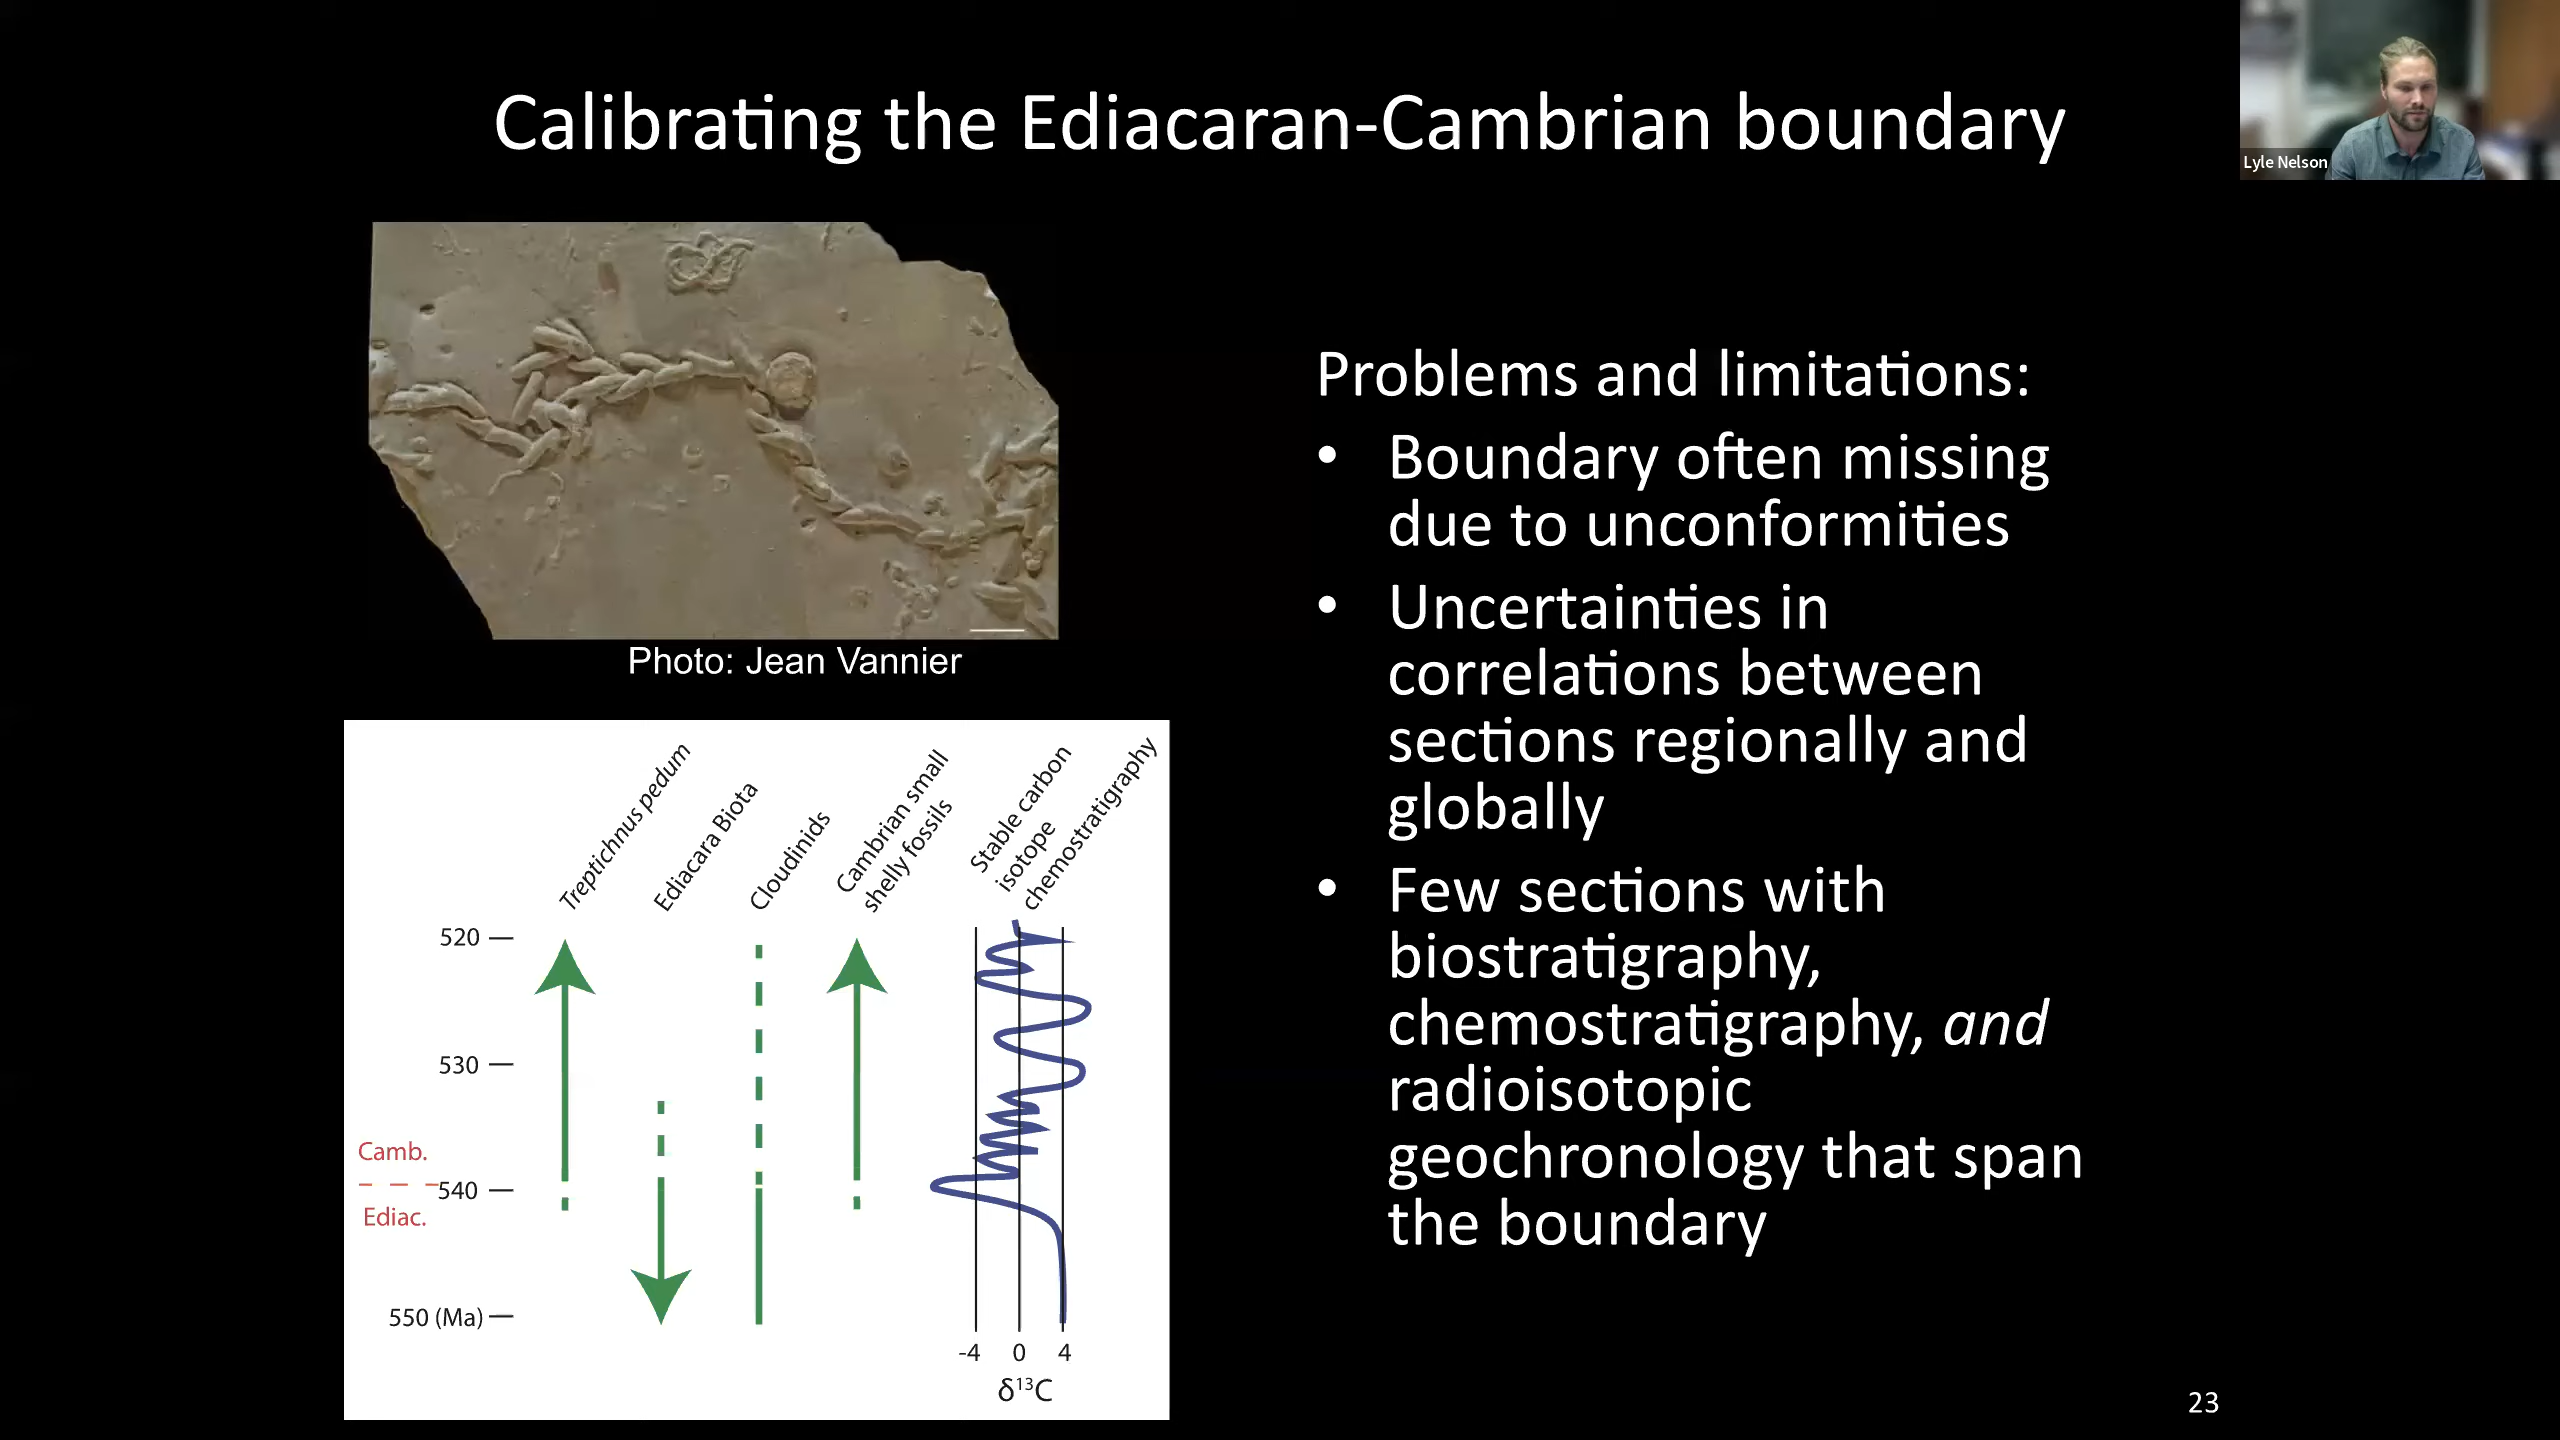 Calibrating the Ediacaran-Cambrian boundary
Lyle Nelson
Photo: Jean Vannier
Problems and limitations:
• Boundary often missing
due to unconformities
• Uncertainties in
correlations between
sections regionally and
globally
• Few sections with
biostratigraphy,
chemostratigraphy, and
radioisotopic
geochronology that span
the boundary
Treptichnus pedum
Ediacara Biota
Cloudinids
Cambrian small
shelly fossils
Stable carbon
isotope
chemostratigraphy
520
530
Camb.
540
Ediac.
550 (Ma)
-4 0 4
δ¹³C
23